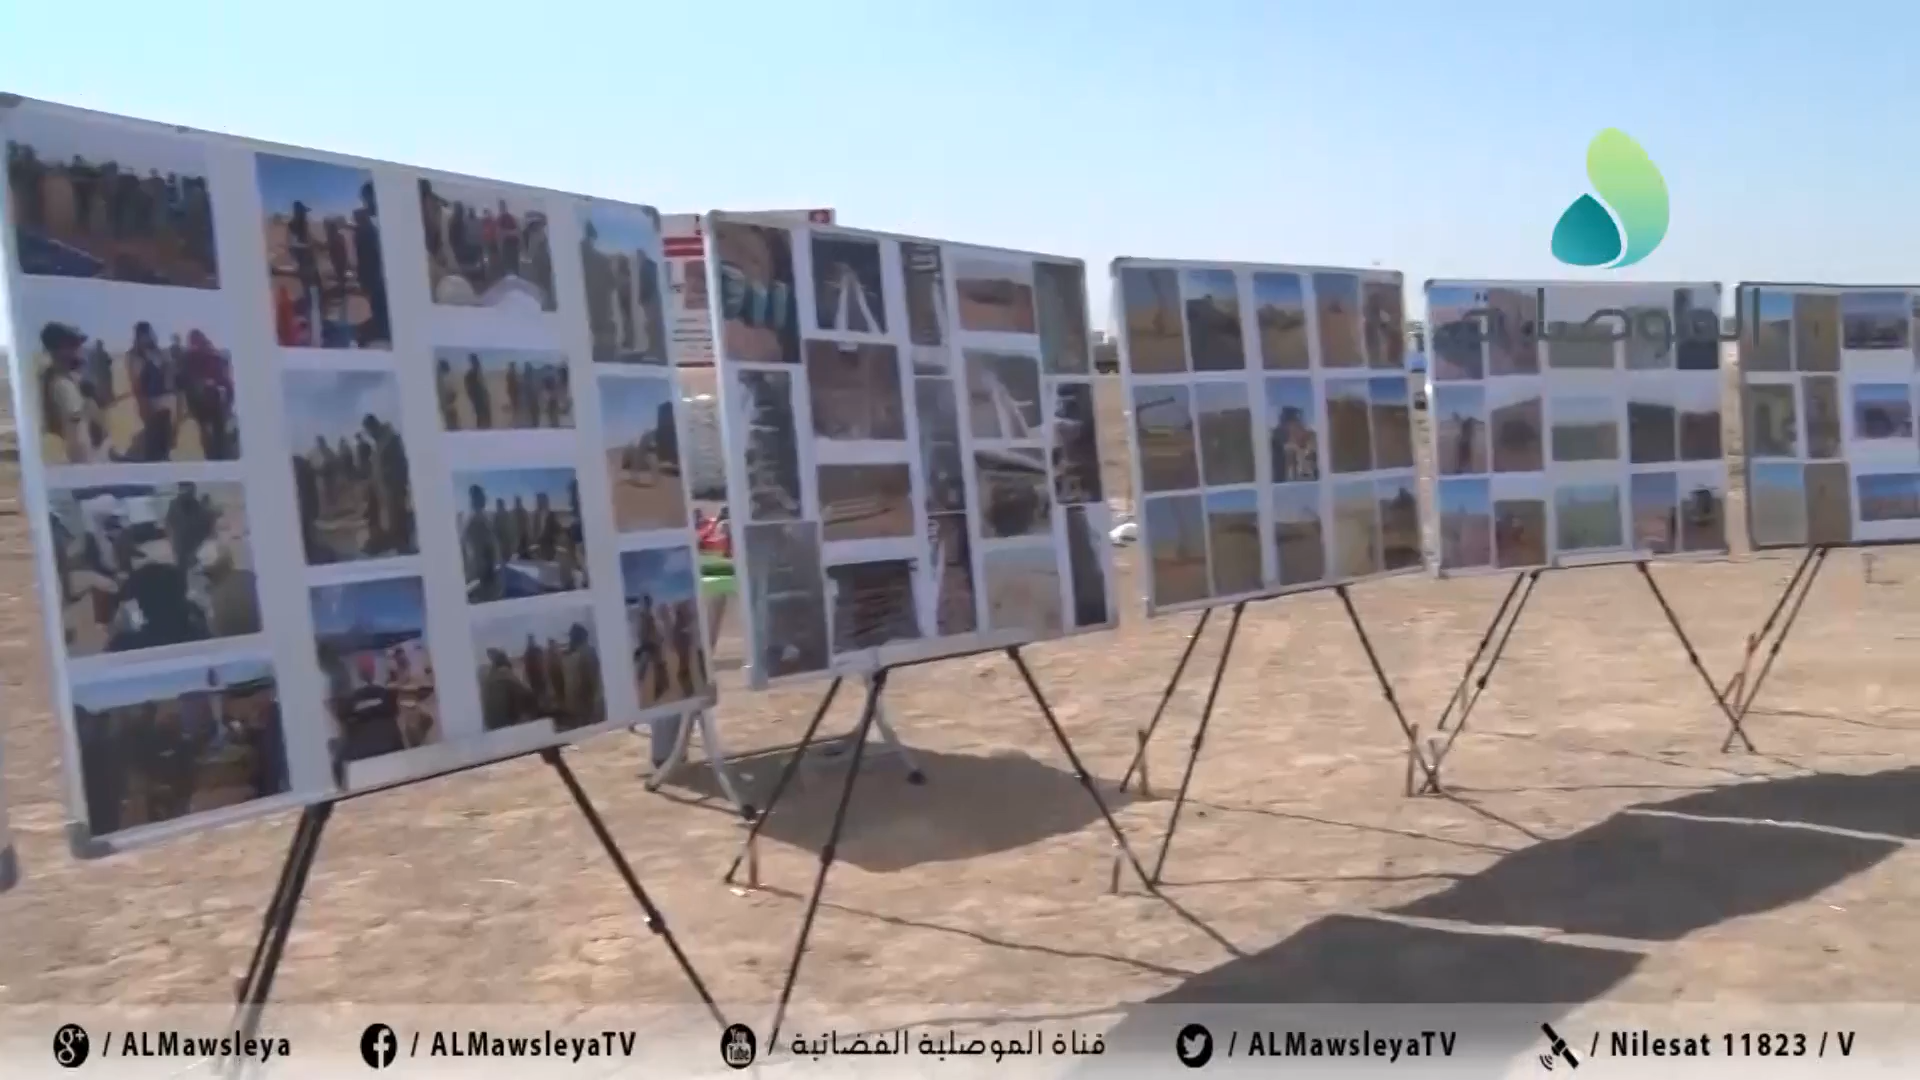 الموصلية
/ ALMawsleya
/ ALMawsleyaTV
/ قناة الموصلية الفضائية
/ ALMawsleyaTV
/ Nilesat 11823 / V